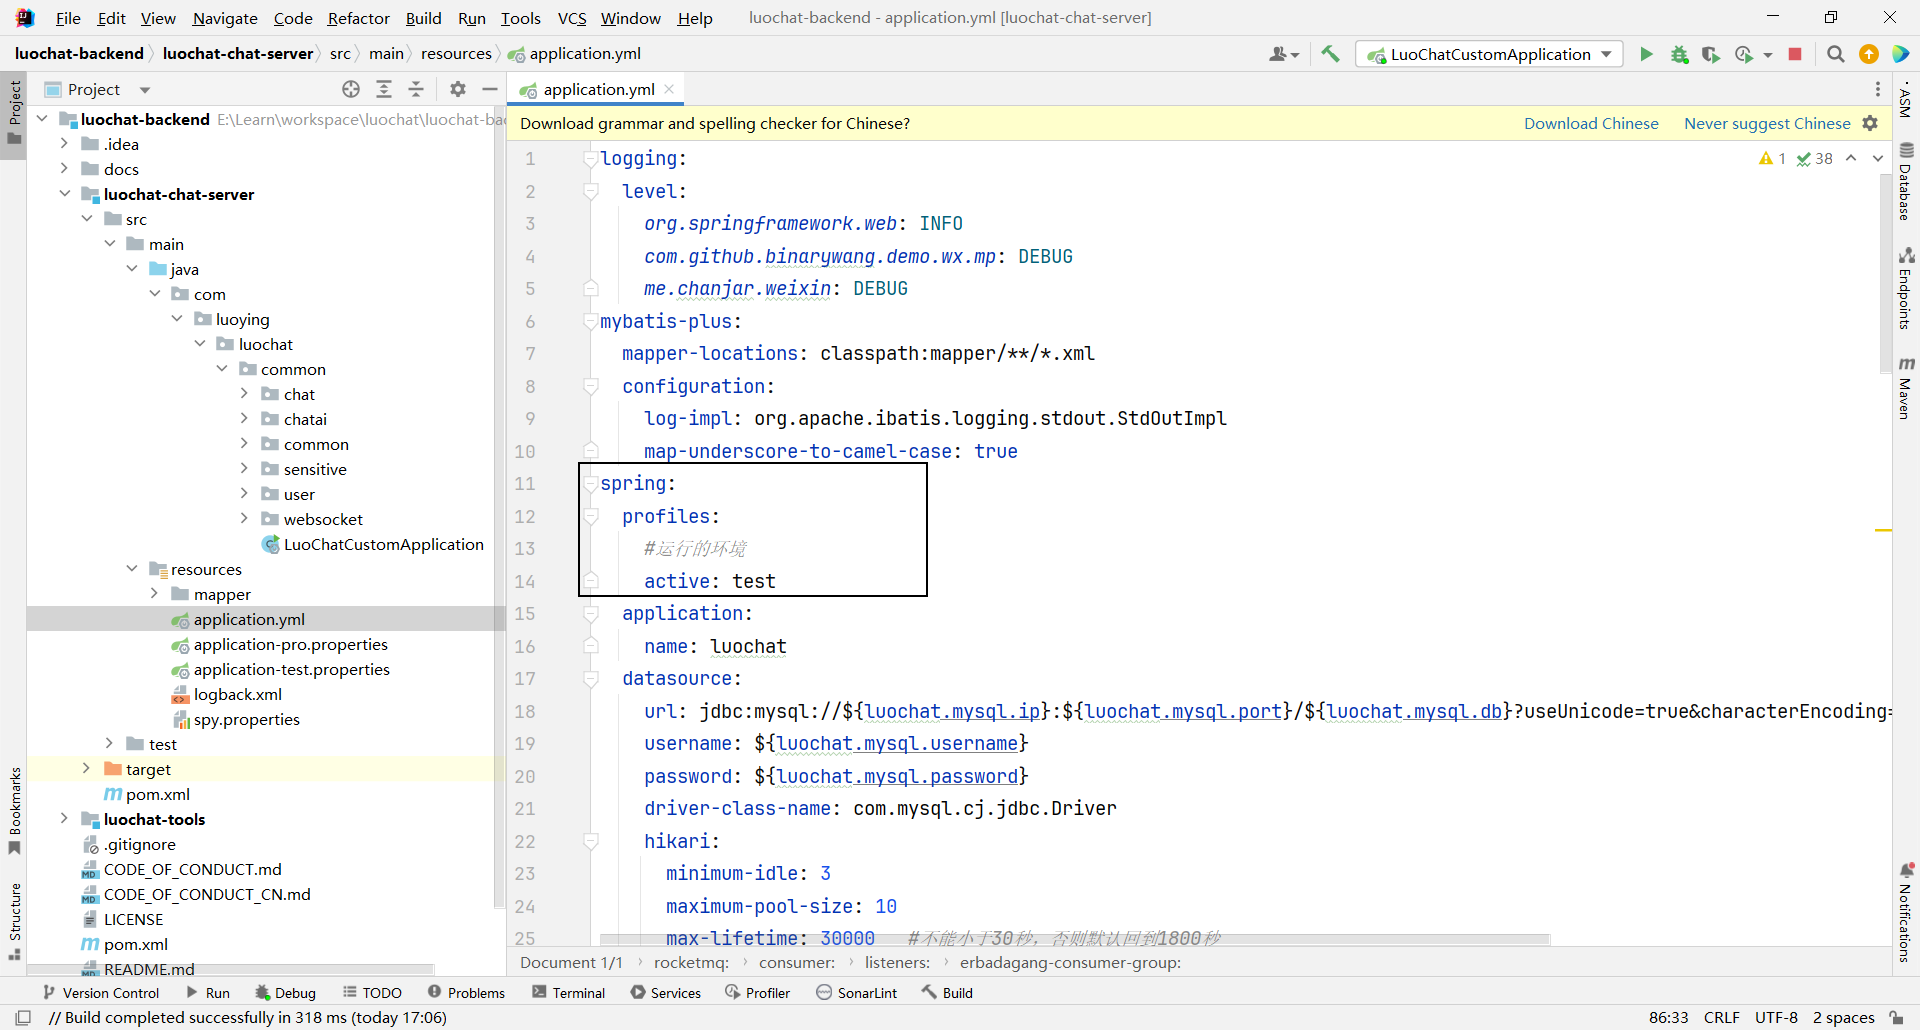 File Edit View Navigate Code Refactor Build Run Tools VCS Window Help luochat-backend - application.yml [luochat-chat-server]
luochat-backend luochat-chat-server src main resources application.yml LuoChatCustomApplication
Project
application.yml
Download grammar and spelling checker for Chinese? Download Chinese Never suggest Chinese
Project
luochat-backend E:\Learn\workspace\luochat\luochat-ba
.idea
docs
luochat-chat-server
src
main
java
com
luoying
luochat
common
chat
chatai
common
sensitive
user
websocket
LuoChatCustomApplication
resources
mapper
application.yml
application-pro.properties
application-test.properties
logback.xml
spy.properties
test
target
pom.xml
luochat-tools
.gitignore
CODE_OF_CONDUCT.md
CODE_OF_CONDUCT_CN.md
LICENSE
pom.xml
README.md
Bookmarks
Structure
1 38
1 logging:
2 level:
3 org.springframework.web: INFO
4 com.github.binarywang.demo.wx.mp: DEBUG
5 me.chanjar.weixin: DEBUG
6 mybatis-plus:
7 mapper-locations: classpath:mapper/**/*.xml
8 configuration:
9 log-impl: org.apache.ibatis.logging.stdout.StdOutImpl
10 map-underscore-to-camel-case: true
11 spring:
12 profiles:
13 #运行的环境
14 active: test
15 application:
16 name: luochat
17 datasource:
18 url: jdbc:mysql://${luochat.mysql.ip}:${luochat.mysql.port}/${luochat.mysql.db}?useUnicode=true&characterEncoding=
19 username: ${luochat.mysql.username}
20 password: ${luochat.mysql.password}
21 driver-class-name: com.mysql.cj.jdbc.Driver
22 hikari:
23 minimum-idle: 3
24 maximum-pool-size: 10
25 max-lifetime: 30000 #不能小于30秒，否则默认回到1800秒
ASM
Database
Endpoints
Maven
Notifications
Document 1/1 rocketmq: consumer: listeners: erbadagang-consumer-group:
Version Control Run Debug TODO Problems Terminal Services Profiler SonarLint Build
// Build completed successfully in 318 ms (today 17:06) 86:33 CRLF UTF-8 2 spaces